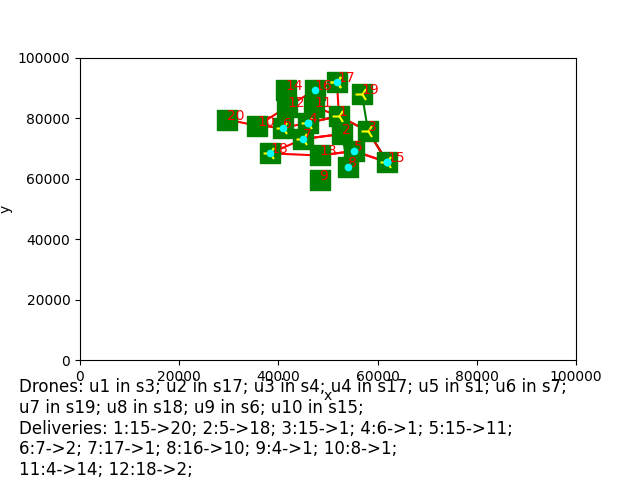 100000
80000
60000
40000
20000
0
y
0 20000 40000 60000 80000 100000
x
14
17
19
12
11
20
10
2
18
13
15
Drones: u1 in s3; u2 in s17; u3 in s4; u4 in s17; u5 in s1; u6 in s7;
u7 in s19; u8 in s18; u9 in s6; u10 in s15;
Deliveries: 1:15->20; 2:5->18; 3:15->1; 4:6->1; 5:15->11;
6:7->2; 7:17->1; 8:16->10; 9:4->1; 10:8->1;
11:4->14; 12:18->2;